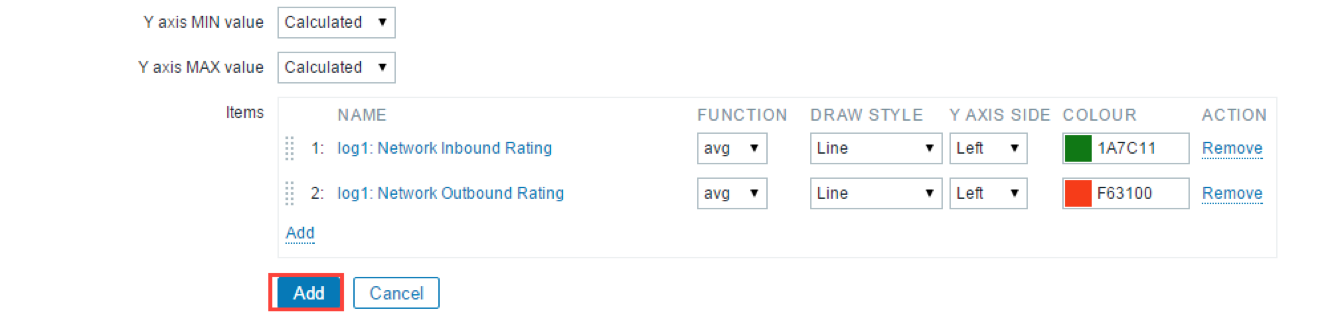 Y axis MIN value Calculated
Y axis MAX value Calculated
Items NAME FUNCTION DRAW STYLE Y AXIS SIDE COLOUR ACTION
1: log1: Network Inbound Rating avg Line Left 1A7C11 Remove
2: log1: Network Outbound Rating avg Line Left F63100 Remove
Add
Add Cancel